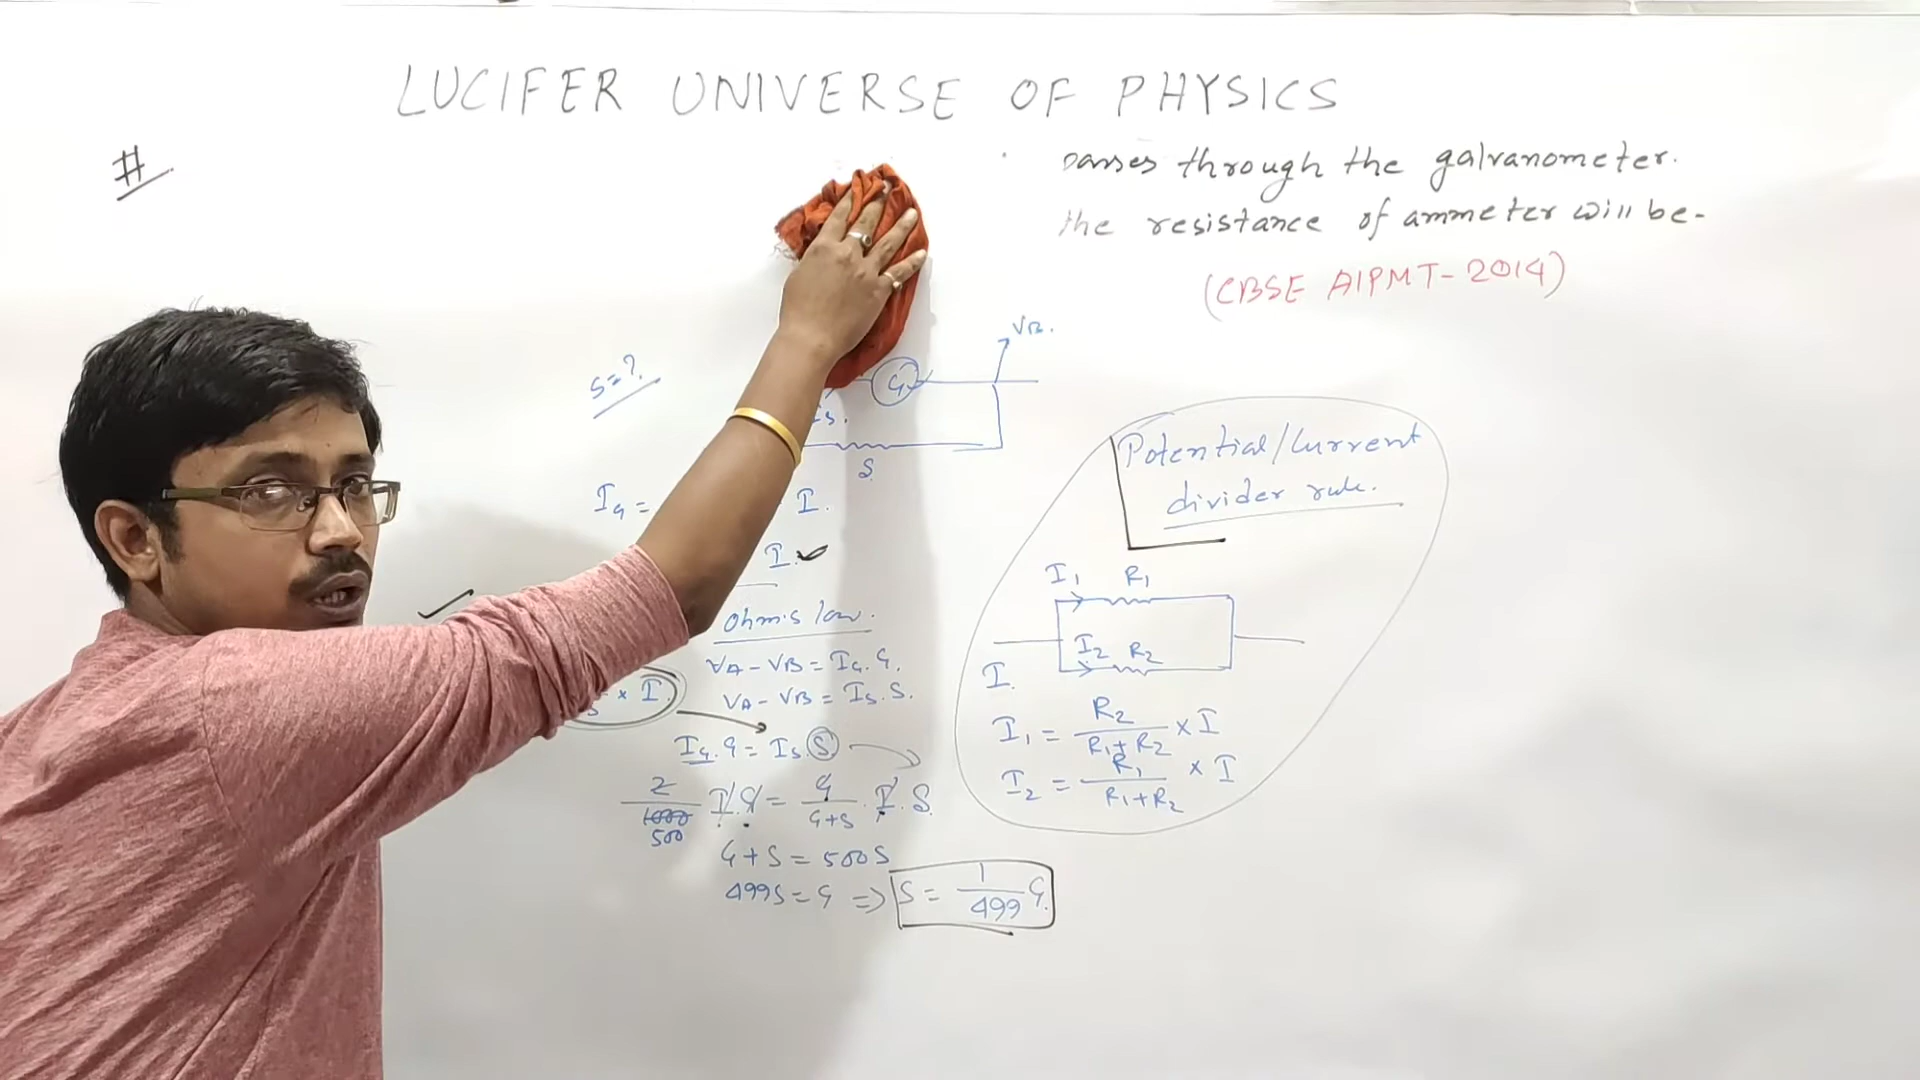 LUCIFER UNIVERSE OF PHYSICS
#
passes through the galvanometer.
the resistance of ammeter will be-
(CBSE AIPMT-2014)
S=?
VB.
G
Is.
S
IG =
I.
I.
ohm's law.
VA - VB = IG. G.
VA - VB = IS. S.
S × I
IG. G = IS S
2/1000 500 I.G = G/G+S . I. S
G + S = 500 S
499S = G => S = 1/499 G.
Potential/Current
divider rule.
I1 R1
I2 R2
I.
I1 = R2/R1+R2 × I
I2 = R1/R1+R2 × I